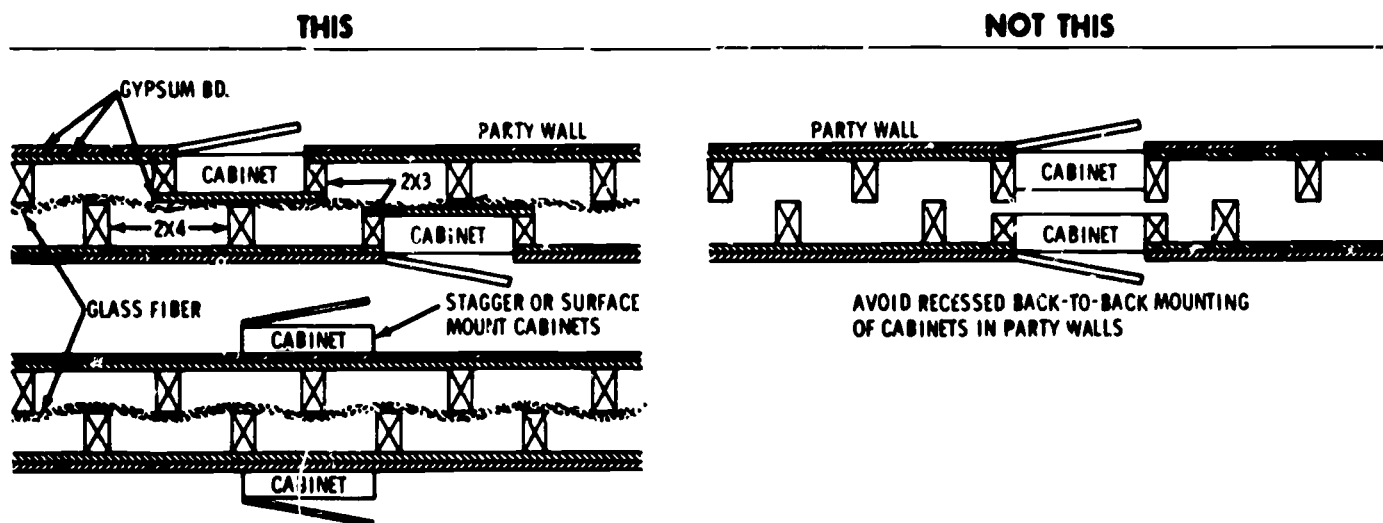 THIS
NOT THIS
GYPSUM BD.
PARTY WALL
CABINET
2X3
2X4
CABINET
GLASS FIBER
STAGGER OR SURFACE
MOUNT CABINETS
CABINET
CABINET
PARTY WALL
CABINET
CABINET
AVOID RECESSED BACK-TO-BACK MOUNTING
OF CABINETS IN PARTY WALLS